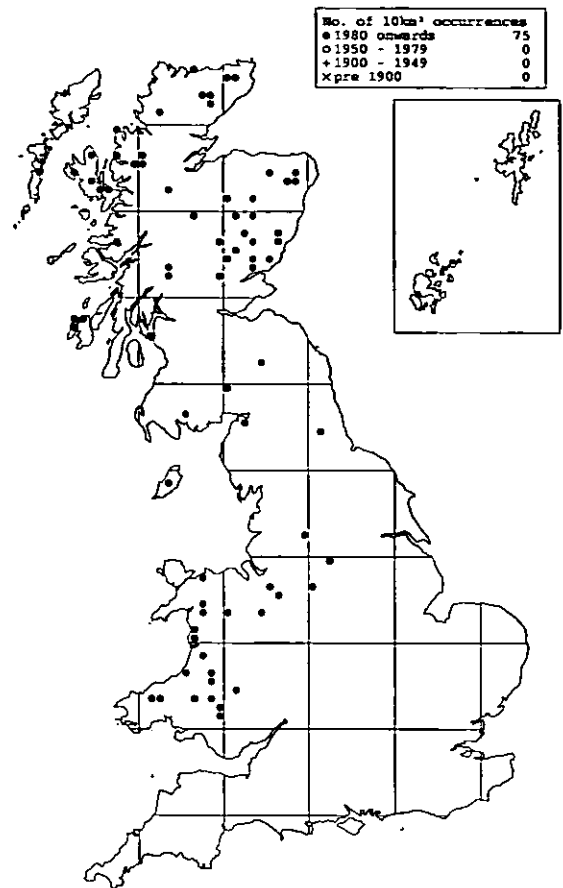 No. of 10km² occurrences
• 1980 onwards 75
o 1950 - 1979 0
+ 1900 - 1949 0
x pre 1900 0